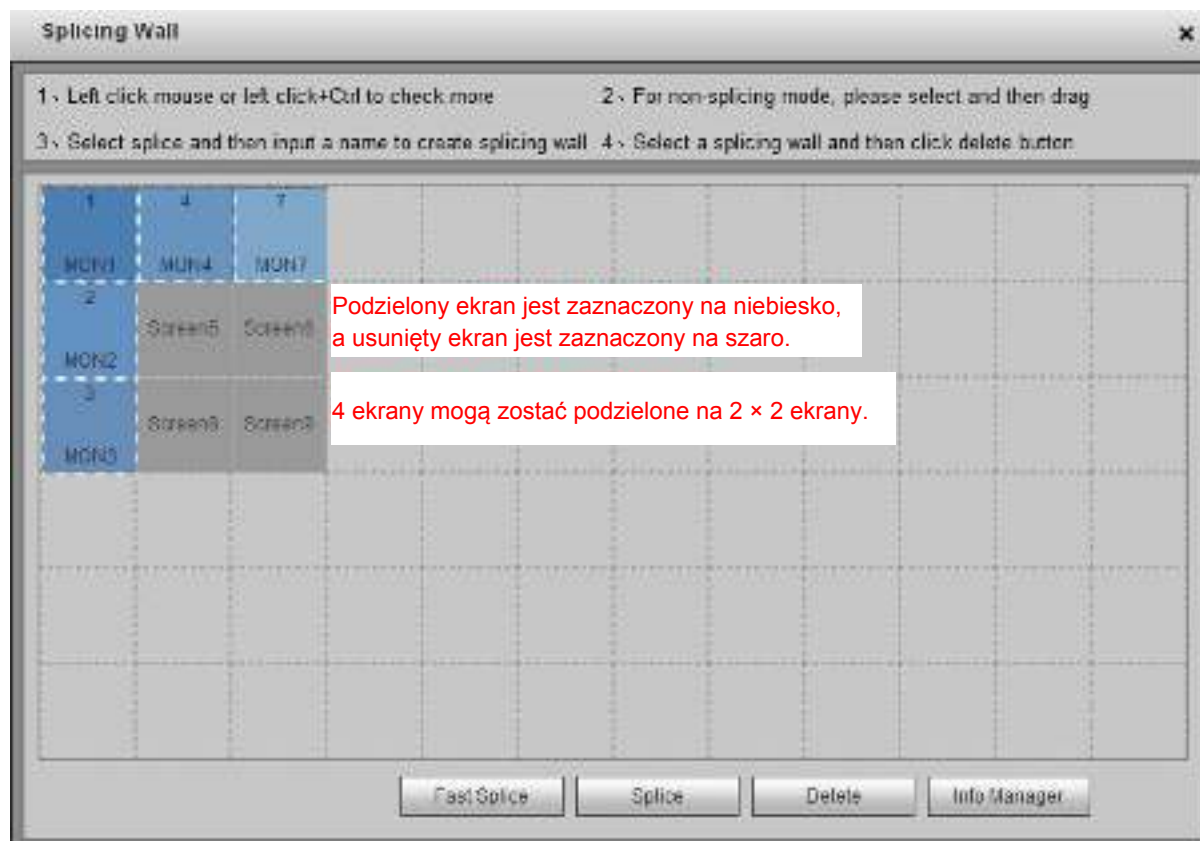 Splicing Wall
1、Left click mouse or left click+Ctrl to check more 2、For non-splicing mode, please select and then drag
3、Select splice and then input a name to create splicing wall 4、Select a splicing wall and then click delete button
1 4 7
MON1 MON4 MON7
2
Screen5
MON2
Podzielony ekran jest zaznaczony na niebiesko,
a usunięty ekran jest zaznaczony na szaro.
3
Screen9
MON3
4 ekrany mogą zostać podzielone na 2 × 2 ekrany.
Fast Splice Splice Delete Info Manager